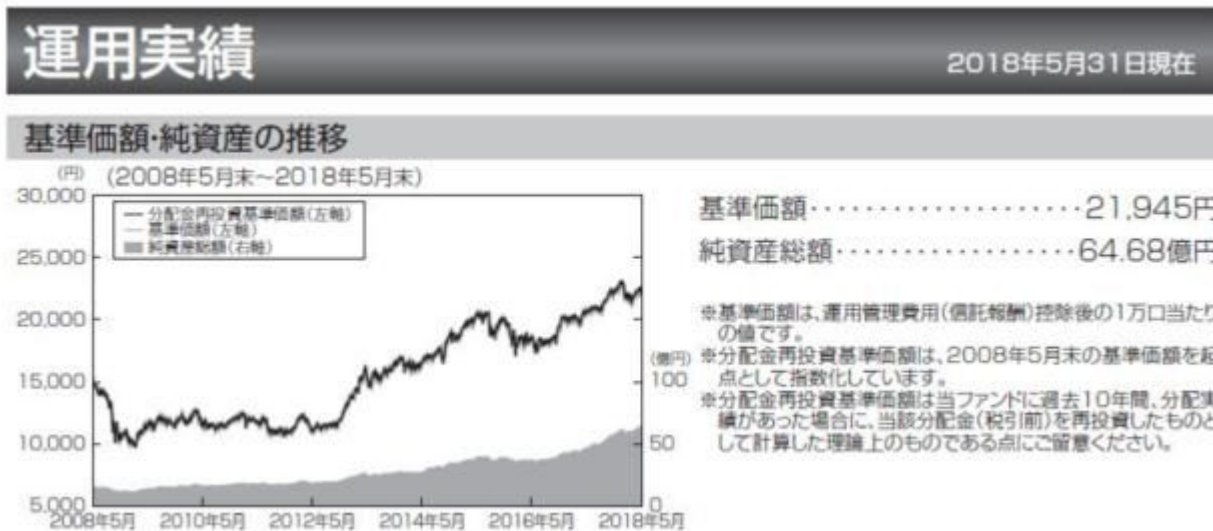 運用実績
2018年5月31日現在
基準価額・純資産の推移
(円) (2008年5月末~2018年5月末)
30,000
25,000
20,000
15,000
10,000
5,000
分配金再投資基準価額(左軸)
基準価額(左軸)
純資産総額(右軸)
(億円)
100
50
0
2008年5月 2010年5月 2012年5月 2014年5月 2016年5月 2018年5月
基準価額・・・・・・・・・・・・・・・・・・・・21,945円
純資産総額・・・・・・・・・・・・・・・・・・64.68億円
※基準価額は、運用管理費用(信託報酬)控除後の1万口当たり
の値です。
※分配金再投資基準価額は、2008年5月末の基準価額を起
点として指数化しています。
※分配金再投資基準価額は当ファンドに過去10年間、分配実
績があった場合に、当該分配金(税引前)を再投資したものと
して計算した理論上のものである点にご留意ください。